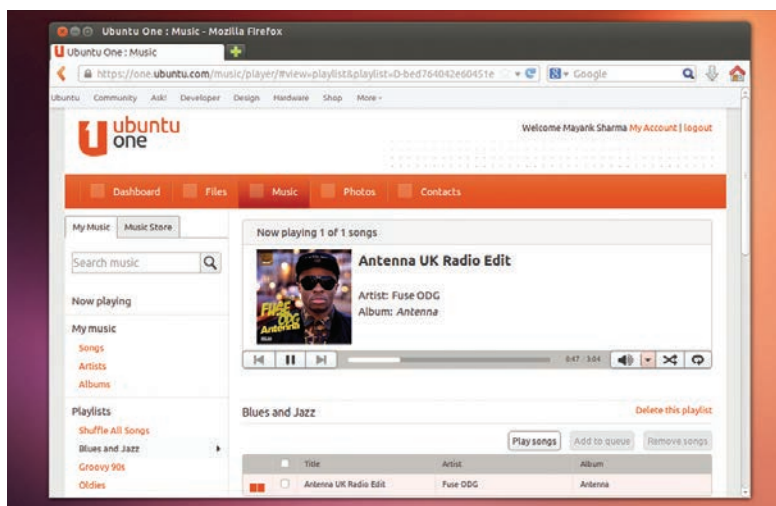 Ubuntu One : Music - Mozilla Firefox
Ubuntu One : Music
https://one.ubuntu.com/music/player/#view=playlist&playlist=0-bed764042e60451e
Google
Ubuntu Community Ask! Developer Design Hardware Shop More
ubuntu one
Welcome Mayank Sharma My Account | logout
Dashboard Files Music Photos Contacts
My Music Music Store
Search music
Now playing
My music
Songs
Artists
Albums
Playlists
Shuffle All Songs
Blues and Jazz
Groovy 90s
Oldies
Now playing 1 of 1 songs
FUSE ODG
Antenna
Antenna UK Radio Edit
Artist: Fuse ODG
Album: Antenna
0:47 / 3:04
Blues and Jazz
Delete this playlist
Play songs Add to queue Remove songs
Title Artist Album
Antenna UK Radio Edit Fuse ODG Antenna